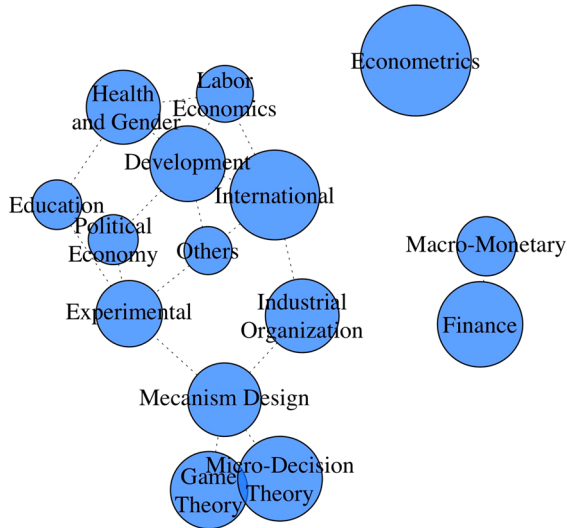 Econometrics
Labor
Economics
Health
and Gender
Development
International
Education
Political
Economy
Others
Macro-Monetary
Experimental
Industrial
Organization
Finance
Mecanism Design
Micro-Decision
Theory
Game
Theory